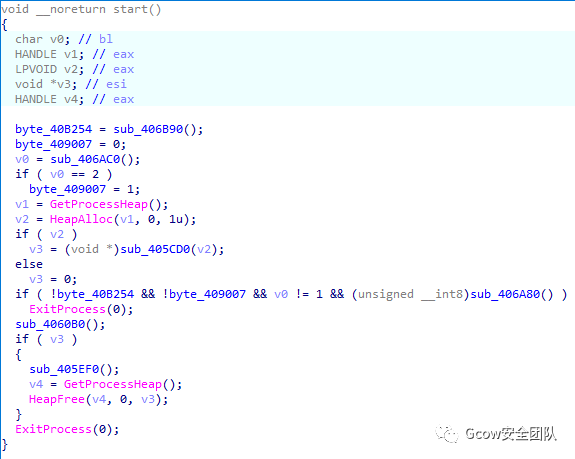 void __noreturn start()
{
  char v0; // bl
  HANDLE v1; // eax
  LPVOID v2; // eax
  void *v3; // esi
  HANDLE v4; // eax

  byte_40B254 = sub_406B90();
  byte_409007 = 0;
  v0 = sub_406AC0();
  if ( v0 == 2 )
    byte_409007 = 1;
  v1 = GetProcessHeap();
  v2 = HeapAlloc(v1, 0, 1u);
  if ( v2 )
    v3 = (void *)sub_405CD0(v2);
  else
    v3 = 0;
  if ( !byte_40B254 && !byte_409007 && v0 != 1 && (unsigned __int8)sub_406A80() )
    ExitProcess(0);
  sub_4060B0();
  if ( v3 )
  {
    sub_405EF0();
    v4 = GetProcessHeap();
    HeapFree(v4, 0, v3);
  }
  ExitProcess(0);
}
Gcow安全团队